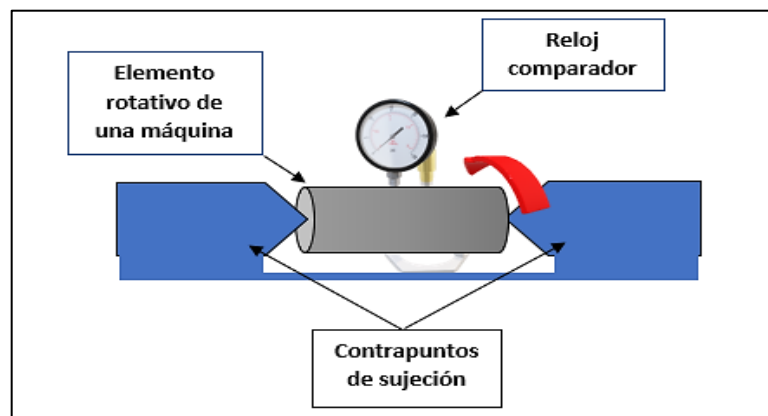 Reloj
comparador
Elemento
rotativo de
una máquina
Contrapuntos
de sujeción